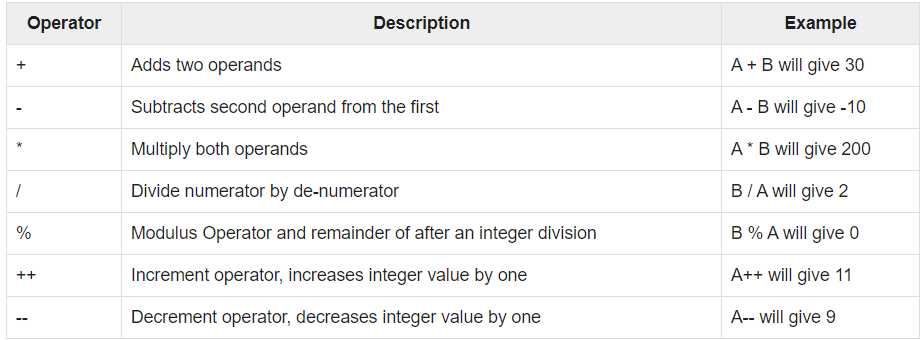 Operator Description Example
+ Adds two operands A + B will give 30
- Subtracts second operand from the first A - B will give -10
* Multiply both operands A * B will give 200
/ Divide numerator by de-numerator B / A will give 2
% Modulus Operator and remainder of after an integer division B % A will give 0
++ Increment operator, increases integer value by one A++ will give 11
-- Decrement operator, decreases integer value by one A-- will give 9